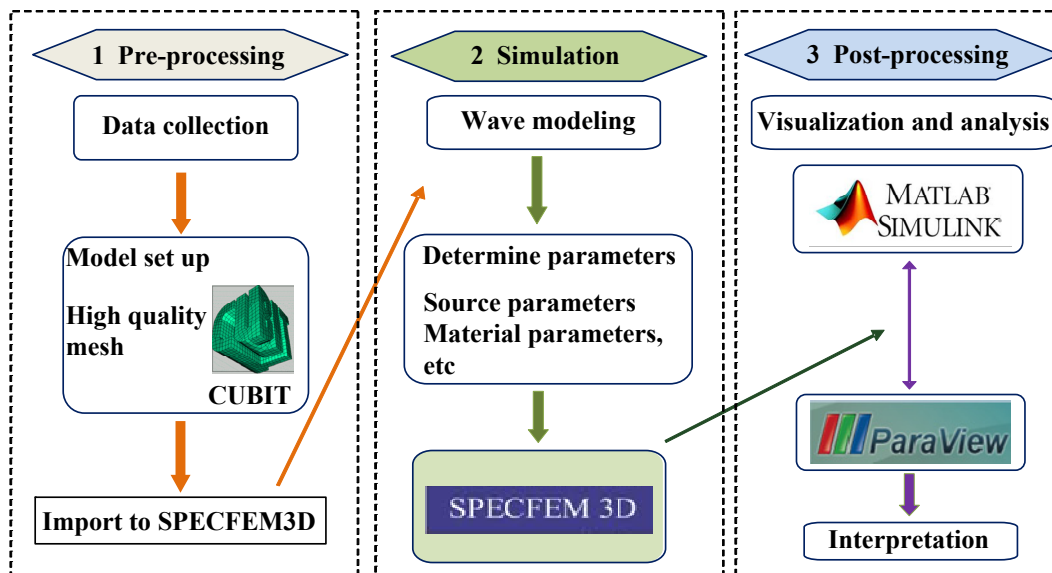 1 Pre-processing
Data collection
Model set up
High quality
mesh
CUBIT
Import to SPECFEM3D
2 Simulation
Wave modeling
Determine parameters
Source parameters
Material parameters,
etc
SPECFEM 3D
3 Post-processing
Visualization and analysis
MATLAB
SIMULINK
ParaView
Interpretation